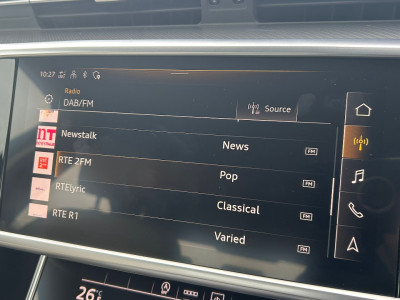 10:27
Radio
DAB/FM
Source
nt
Newstalk
News
FM
RTE 2FM
Pop
FM
RTElyric
Classical
FM
RTE R1
Varied
FM
26